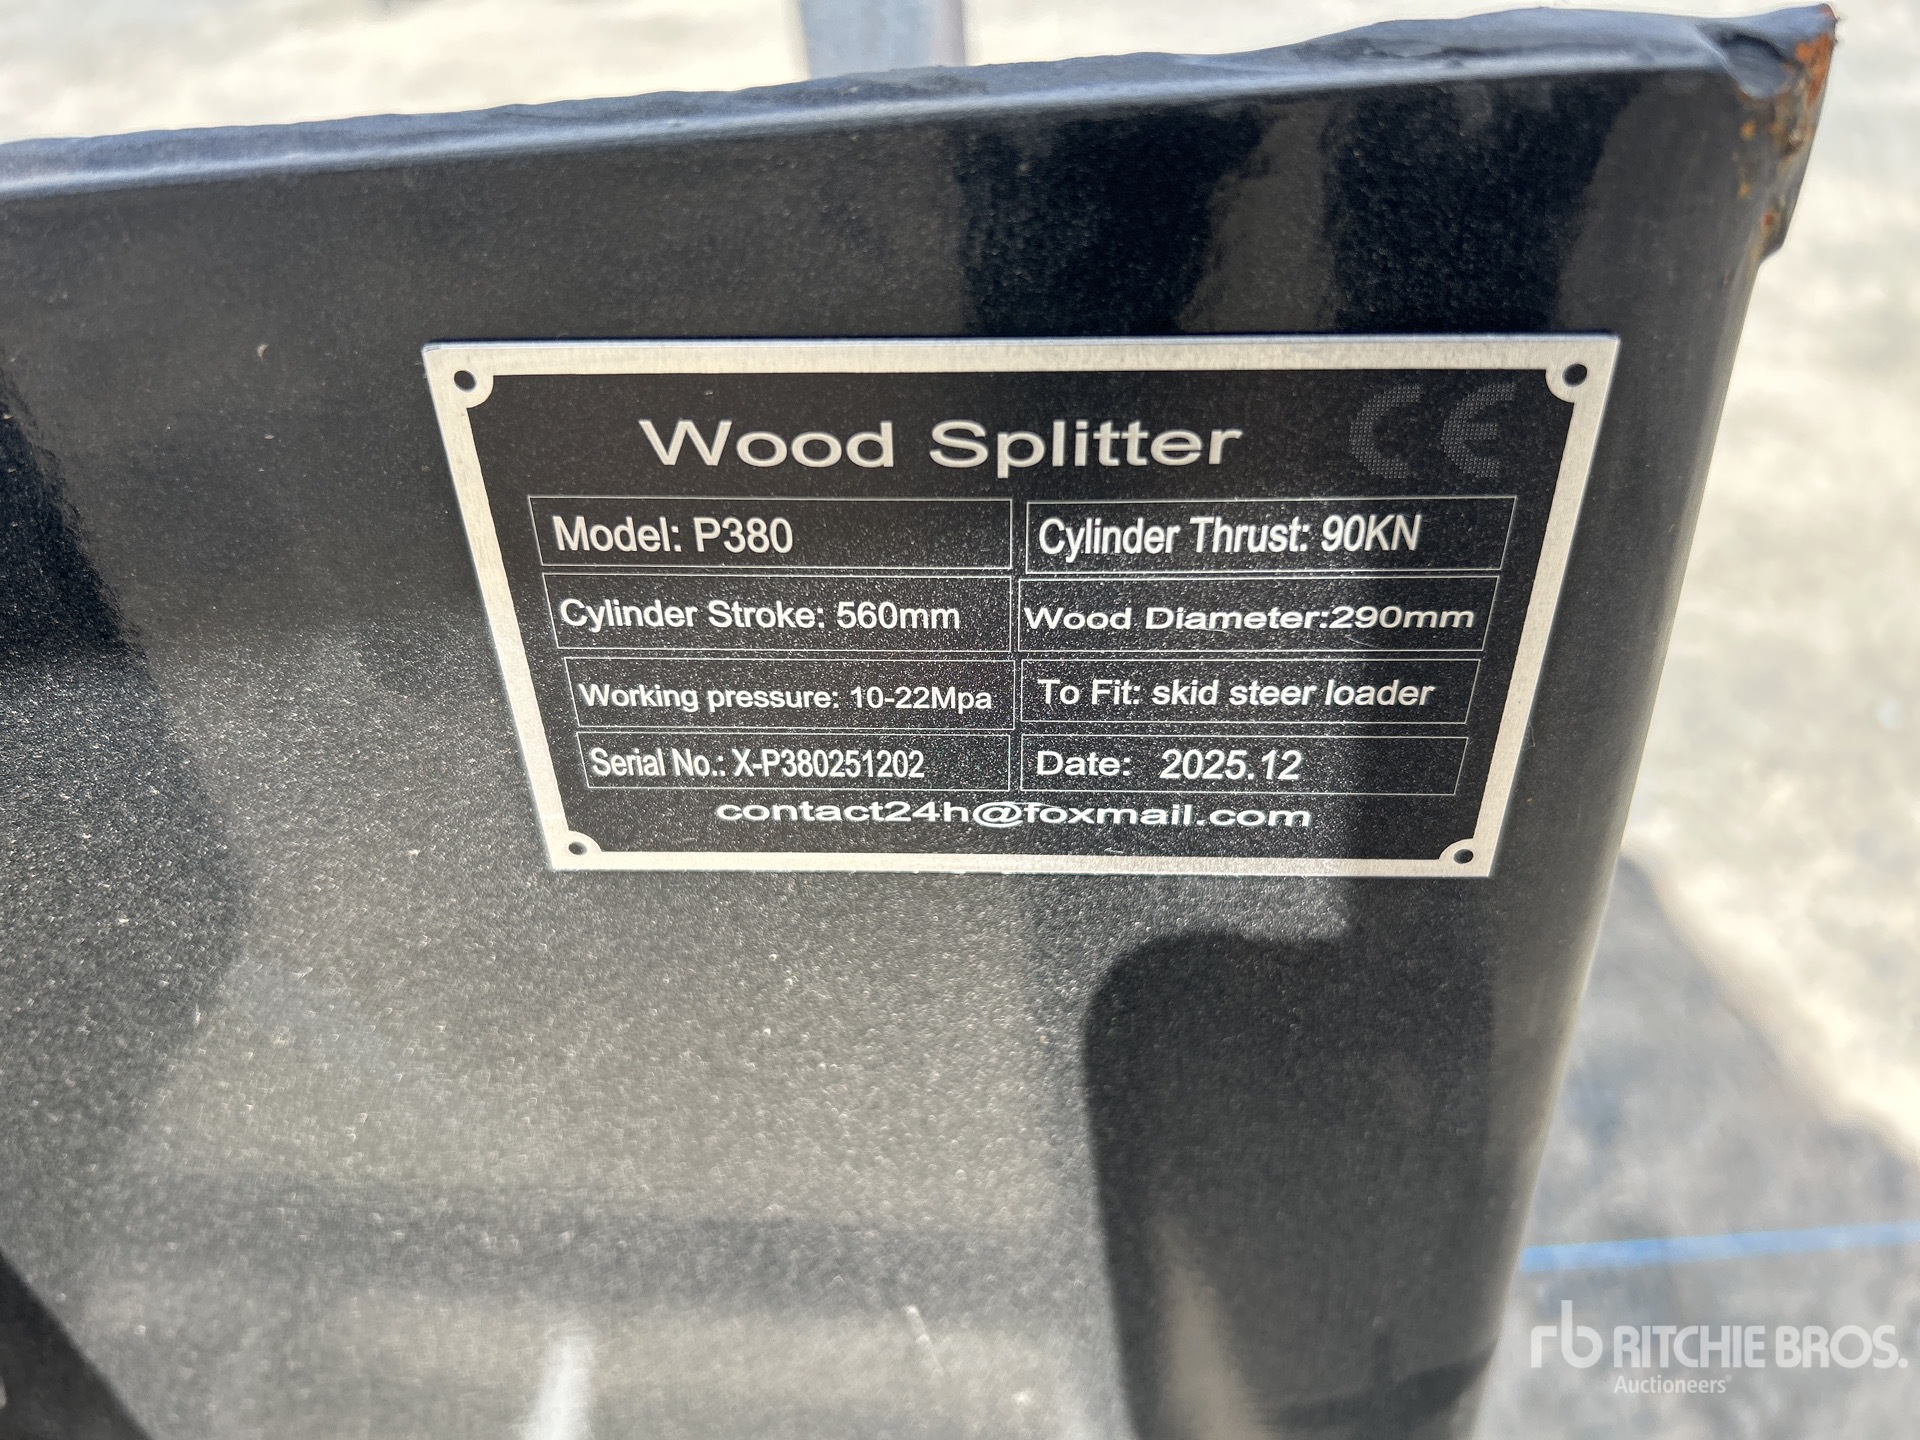 Wood Splitter CE
Model: P380
Cylinder Thrust: 90KN
Cylinder Stroke: 560mm
Wood Diameter:290mm
Working pressure: 10-22Mpa
To Fit: skid steer loader
Serial No.: X-P380251202
Date: 2025.12
contact24h@foxmail.com
rb RITCHIE BROS.
Auctioneers